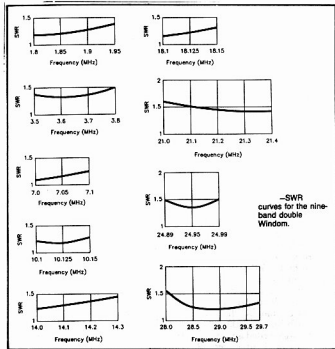 1.5
SWR
1
1.8 1.85 1.9 1.95
Frequency (MHz)
1.5
SWR
1
18.1 18.125 18.15
Frequency (MHz)
1.5
SWR
1
3.5 3.6 3.7 3.8
Frequency (MHz)
2
SWR
1.5
1
21.0 21.1 21.2 21.3 21.4
Frequency (MHz)
1.5
SWR
1
7.0 7.05 7.1
Frequency (MHz)
2
SWR
1.5
1
24.89 24.95 24.99
Frequency (MHz)
–SWR
curves for the nine-
band double
Windom.
1.5
SWR
1
10.1 10.125 10.15
Frequency (MHz)
1.5
SWR
1
14.0 14.1 14.2 14.3
Frequency (MHz)
2
SWR
1.5
1
28.0 28.5 29.0 29.5 29.7
Frequency (MHz)